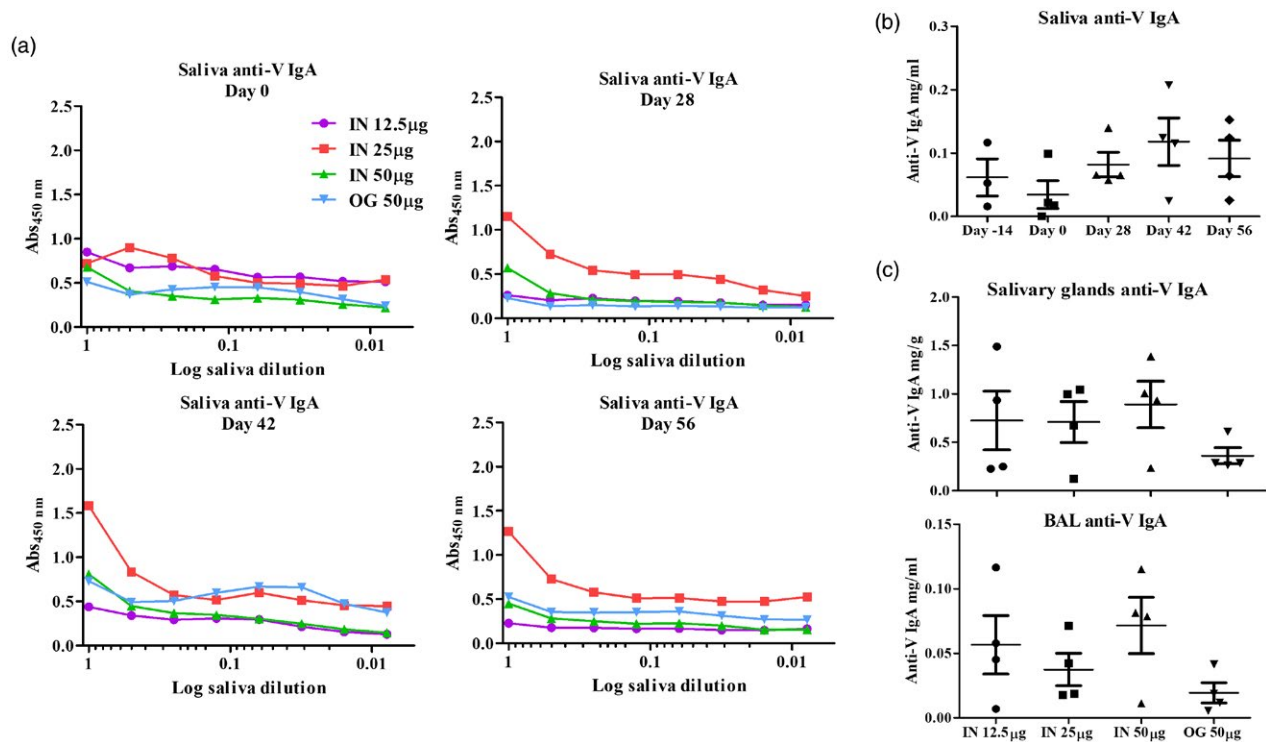 (a)
Saliva anti-V IgA
Day 0
2.5
2.0
1.5
1.0
0.5
0.0
Abs450 nm
1
0.1
0.01
Log saliva dilution
IN 12.5μg
IN 25μg
IN 50μg
OG 50μg
Saliva anti-V IgA
Day 28
2.5
2.0
1.5
1.0
0.5
0.0
Abs450 nm
1
0.1
0.01
Log saliva dilution
Saliva anti-V IgA
Day 42
2.5
2.0
1.5
1.0
0.5
0.0
Abs450 nm
1
0.1
0.01
Log saliva dilution
Saliva anti-V IgA
Day 56
2.5
2.0
1.5
1.0
0.5
0.0
Abs450 nm
1
0.1
0.01
Log saliva dilution
(b)
Saliva anti-V IgA
Anti-V IgA mg/ml
0.3
0.2
0.1
0.0
Day -14 Day 0 Day 28 Day 42 Day 56
(c)
Salivary glands anti-V IgA
Anti-V IgA mg/g
2.0
1.5
1.0
0.5
0.0
BAL anti-V IgA
Anti-V IgA mg/ml
0.15
0.10
0.05
0.00
IN 12.5μg IN 25μg IN 50μg OG 50μg